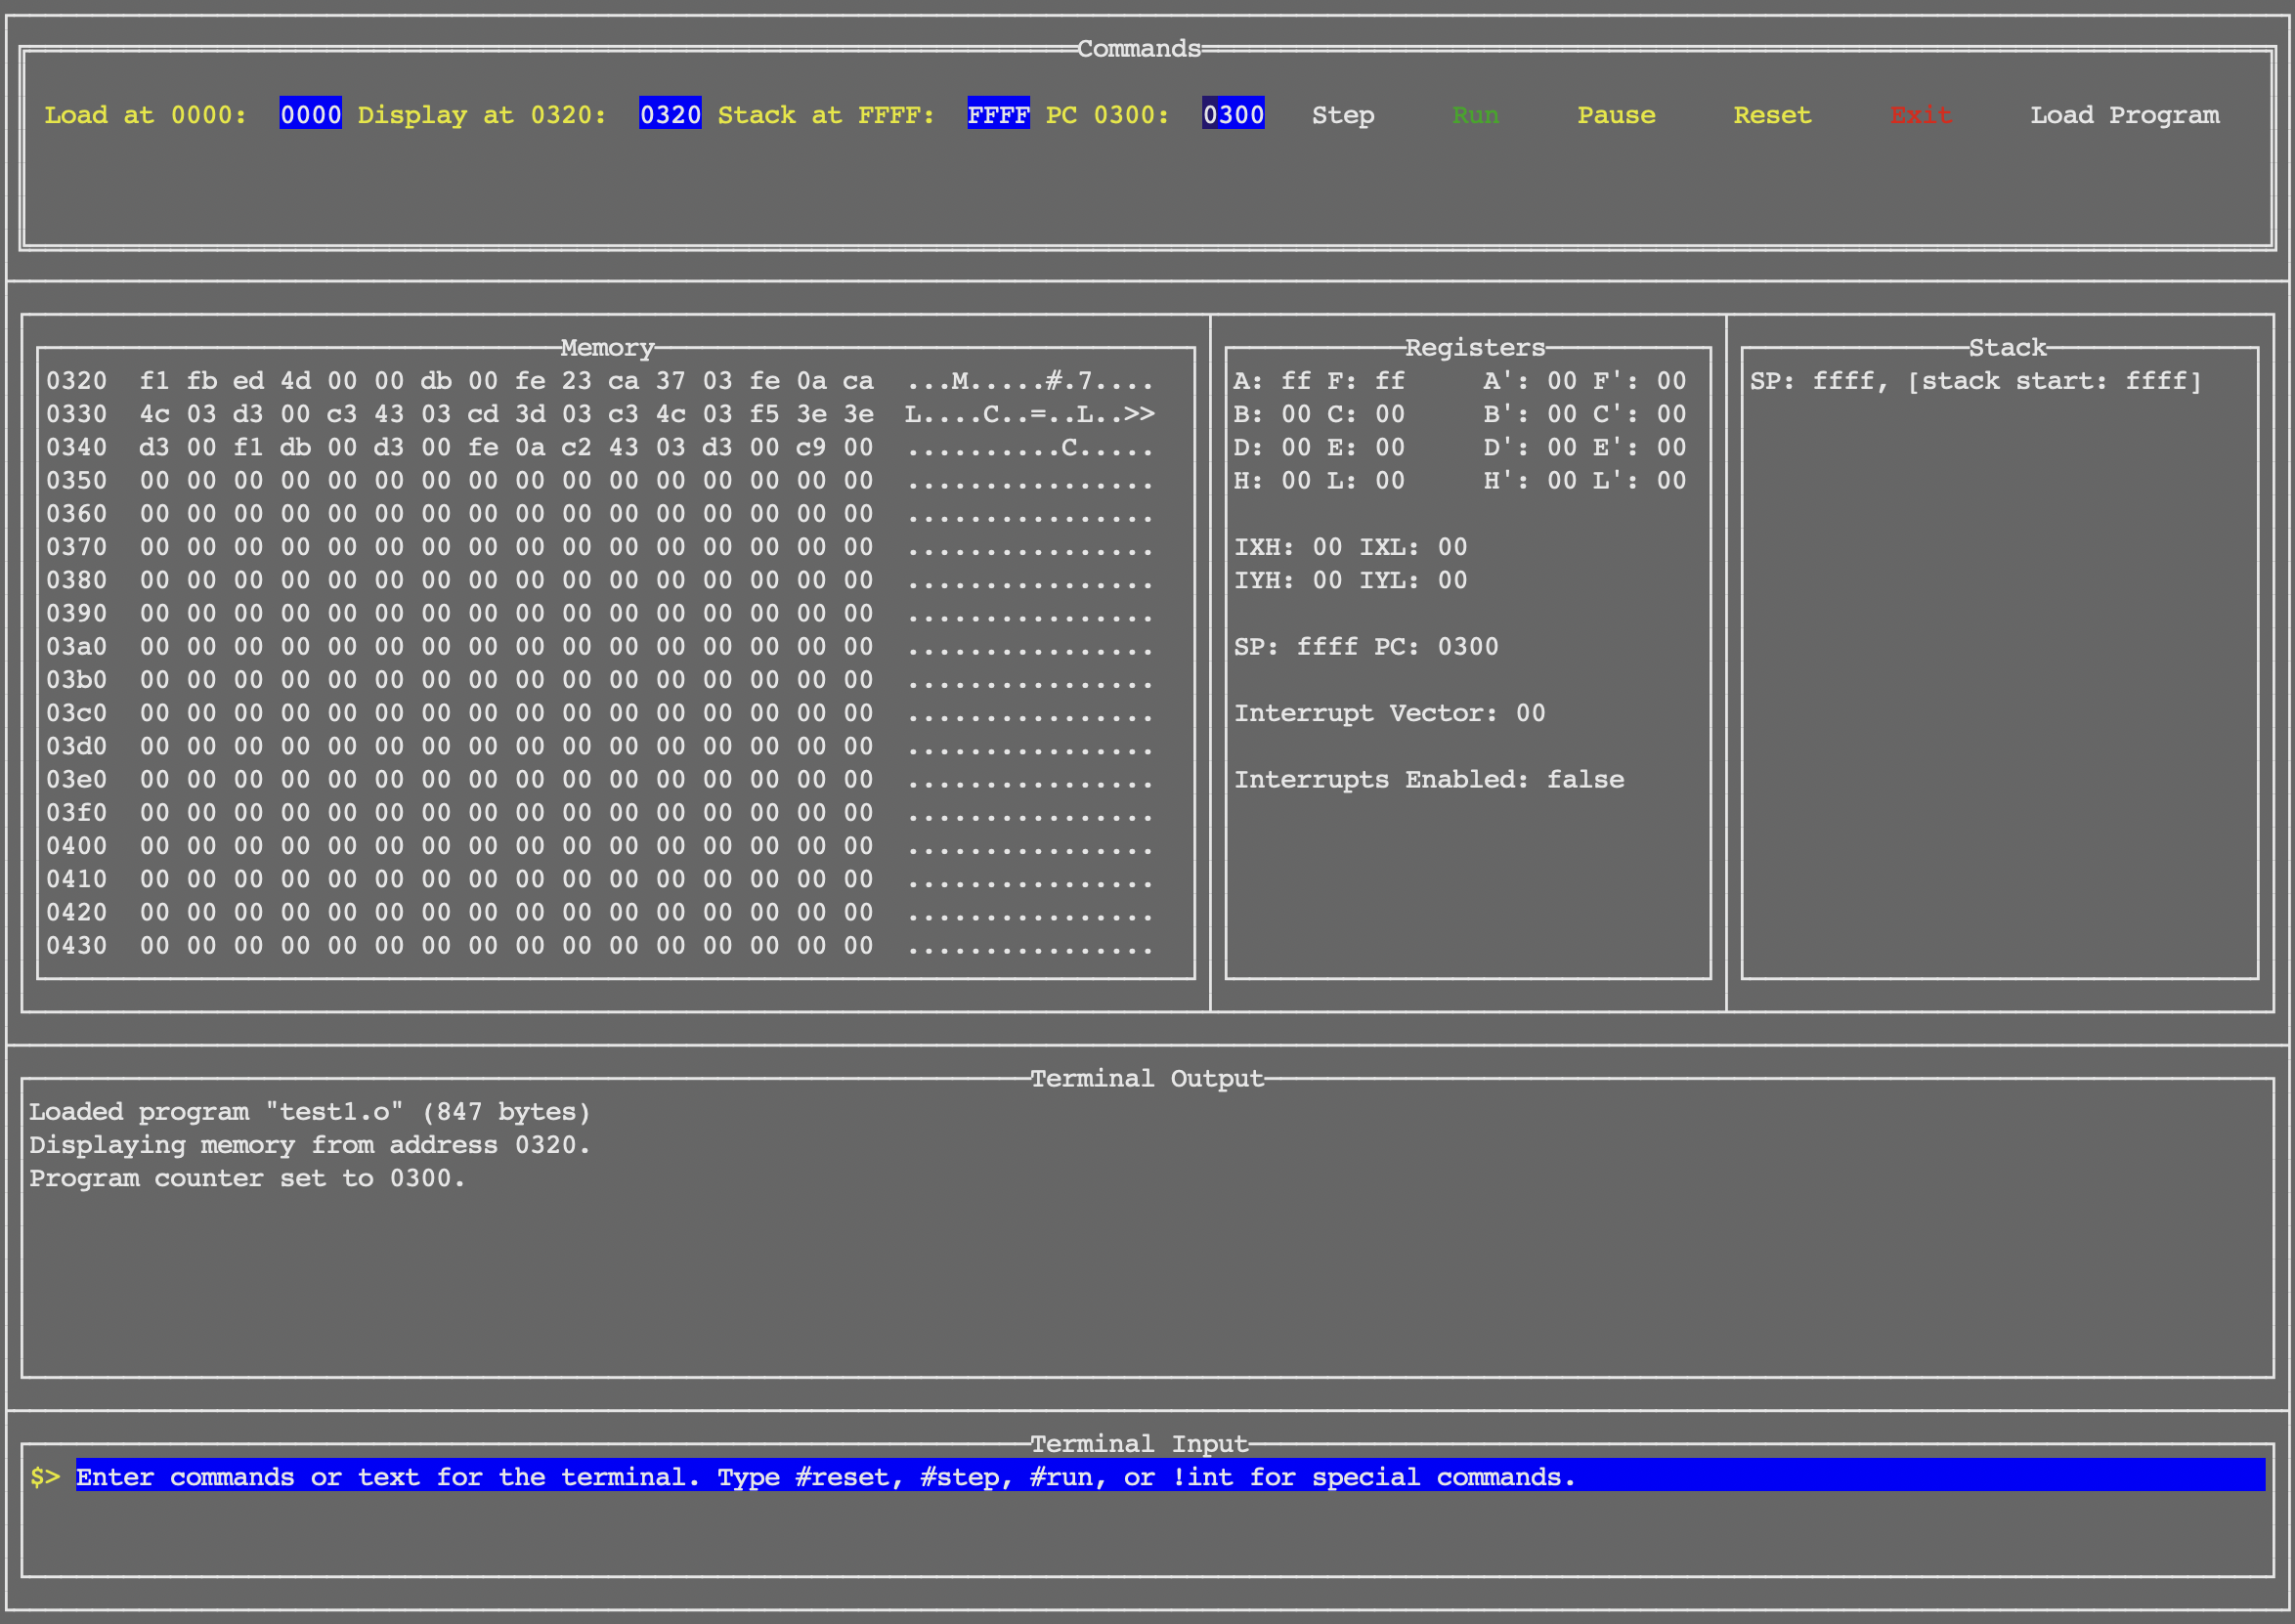 Commands
Load at 0000: 0000 Display at 0320: 0320 Stack at FFFF: FFFF PC 0300: 0300 Step Run Pause Reset Exit Load Program
Memory
0320 f1 fb ed 4d 00 00 db 00 fe 23 ca 37 03 fe 0a ca ...M.....#.7....
0330 4c 03 d3 00 c3 43 03 cd 3d 03 c3 4c 03 f5 3e 3e L....C..=..L..>>
0340 d3 00 f1 db 00 d3 00 fe 0a c2 43 03 d3 00 c9 00 ..........C.....
0350 00 00 00 00 00 00 00 00 00 00 00 00 00 00 00 00 ................
0360 00 00 00 00 00 00 00 00 00 00 00 00 00 00 00 00 ................
0370 00 00 00 00 00 00 00 00 00 00 00 00 00 00 00 00 ................
0380 00 00 00 00 00 00 00 00 00 00 00 00 00 00 00 00 ................
0390 00 00 00 00 00 00 00 00 00 00 00 00 00 00 00 00 ................
03a0 00 00 00 00 00 00 00 00 00 00 00 00 00 00 00 00 ................
03b0 00 00 00 00 00 00 00 00 00 00 00 00 00 00 00 00 ................
03c0 00 00 00 00 00 00 00 00 00 00 00 00 00 00 00 00 ................
03d0 00 00 00 00 00 00 00 00 00 00 00 00 00 00 00 00 ................
03e0 00 00 00 00 00 00 00 00 00 00 00 00 00 00 00 00 ................
03f0 00 00 00 00 00 00 00 00 00 00 00 00 00 00 00 00 ................
0400 00 00 00 00 00 00 00 00 00 00 00 00 00 00 00 00 ................
0410 00 00 00 00 00 00 00 00 00 00 00 00 00 00 00 00 ................
0420 00 00 00 00 00 00 00 00 00 00 00 00 00 00 00 00 ................
0430 00 00 00 00 00 00 00 00 00 00 00 00 00 00 00 00 ................
Registers
A: ff F: ff A': 00 F': 00
B: 00 C: 00 B': 00 C': 00
D: 00 E: 00 D': 00 E': 00
H: 00 L: 00 H': 00 L': 00
IXH: 00 IXL: 00
IYH: 00 IYL: 00
SP: ffff PC: 0300
Interrupt Vector: 00
Interrupts Enabled: false
Stack
SP: ffff, [stack start: ffff]
Terminal Output
Loaded program "test1.o" (847 bytes)
Displaying memory from address 0320.
Program counter set to 0300.
Terminal Input
$> Enter commands or text for the terminal. Type #reset, #step, #run, or !int for special commands.